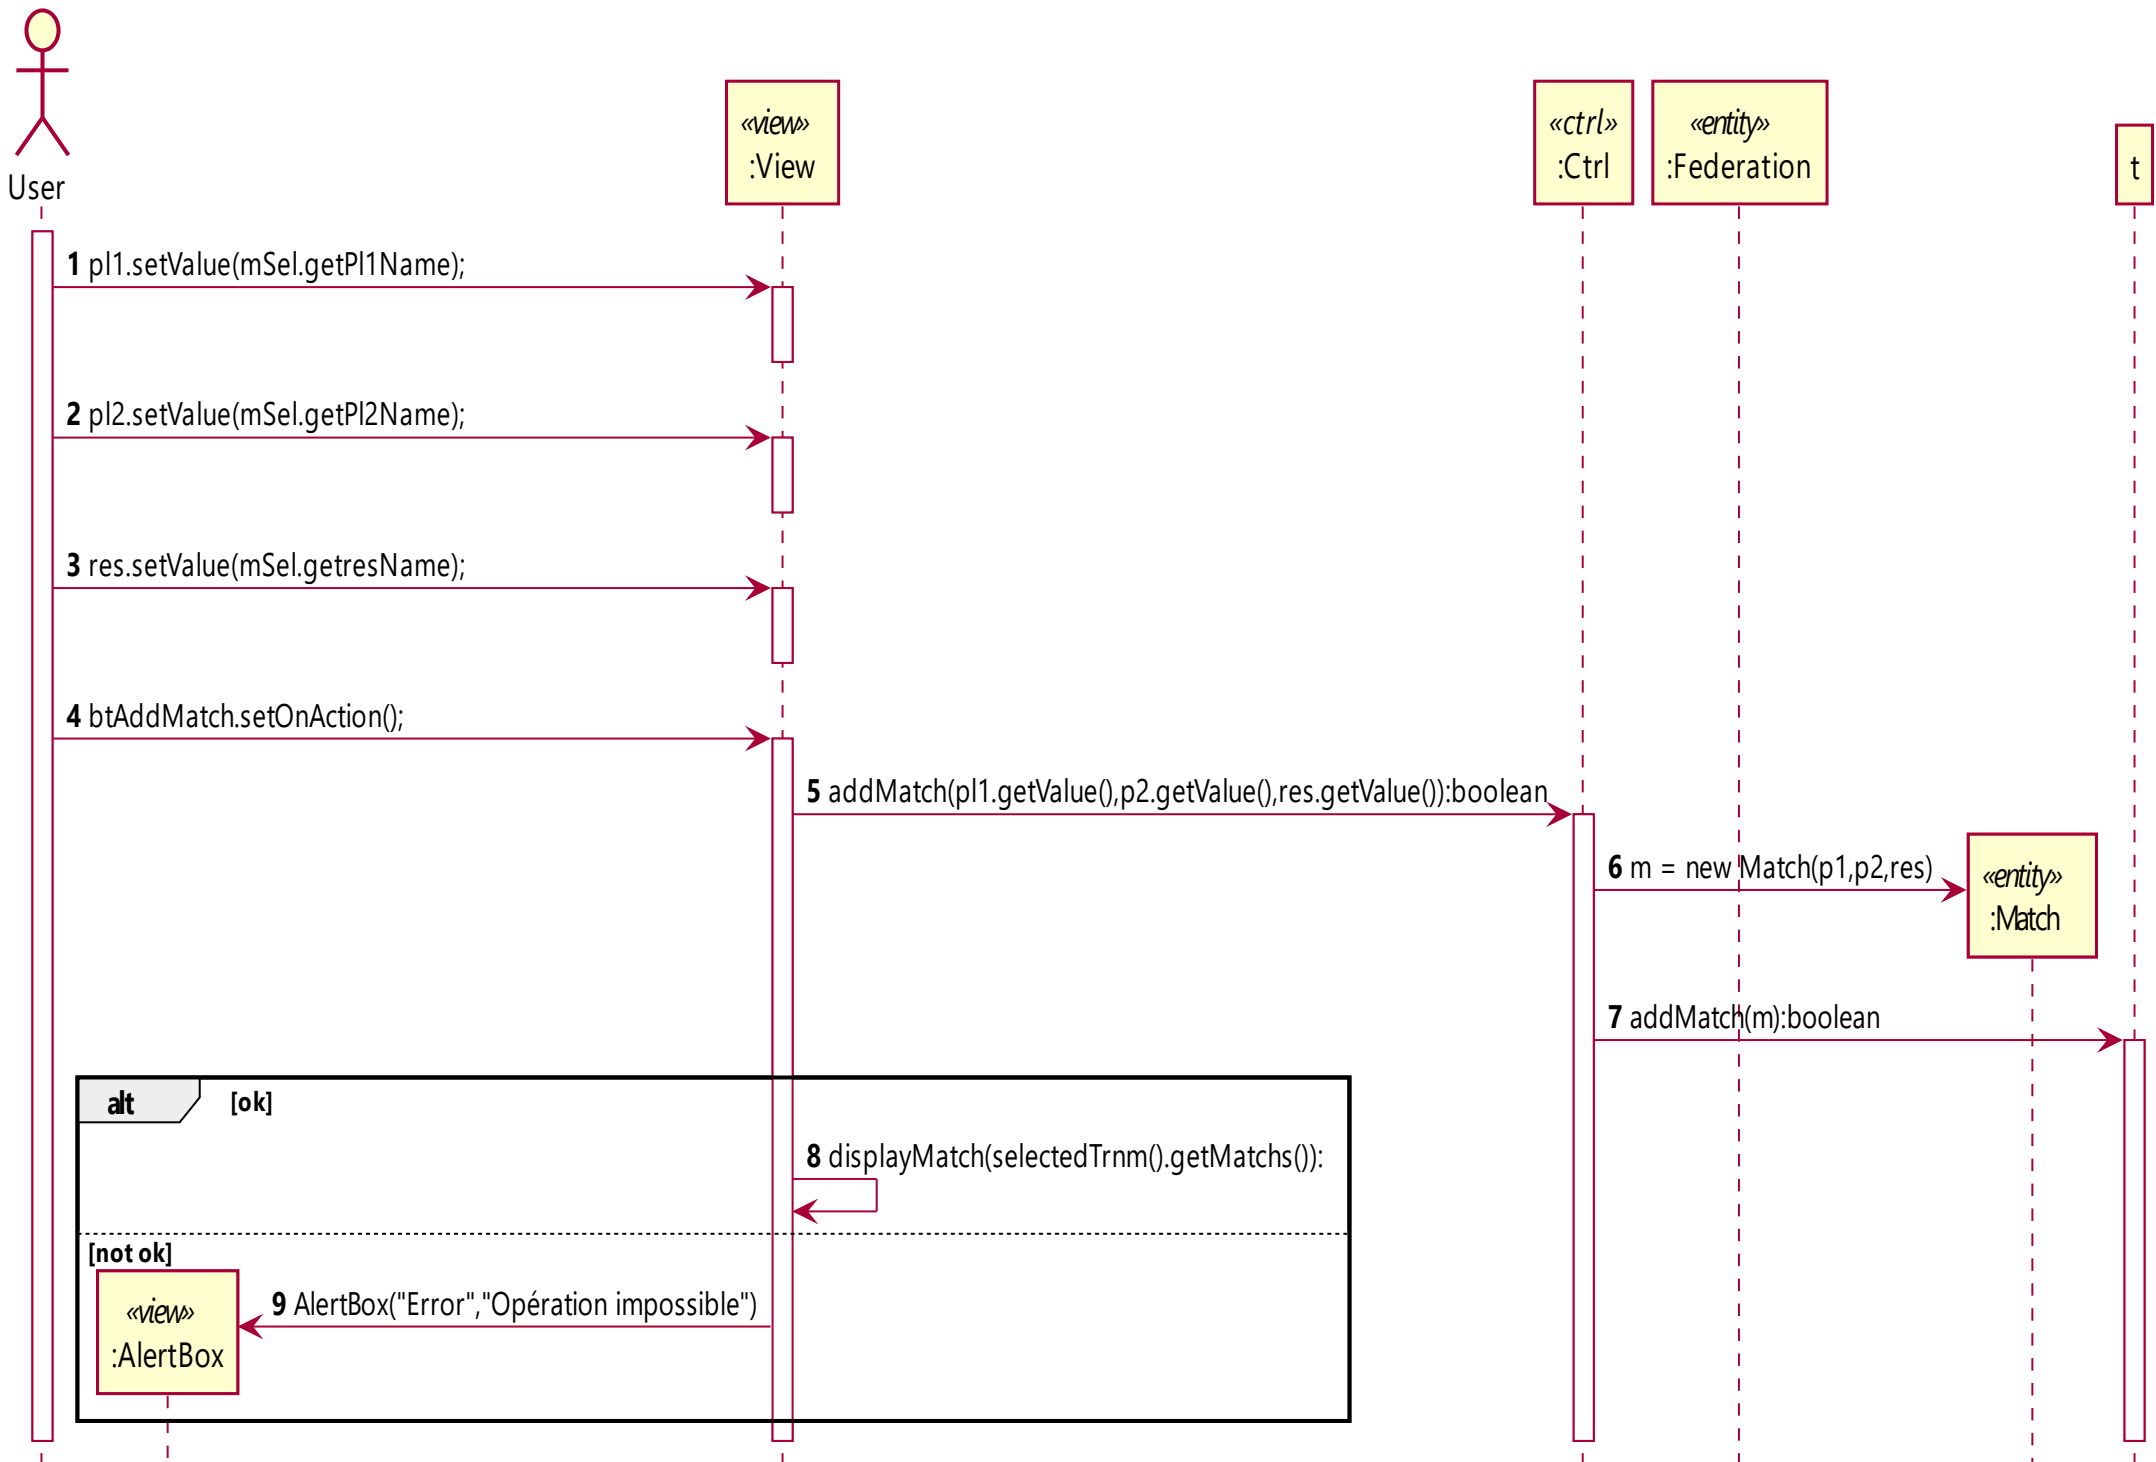 User
«view»
:View
«ctrl»
:Ctrl
«entity»
:Federation
t
1 pl1.setValue(mSel.getPl1Name);
2 pl2.setValue(mSel.getPl2Name);
3 res.setValue(mSel.getresName);
4 btAddMatch.setOnAction();
5 addMatch(pl1.getValue(),p2.getValue(),res.getValue()):boolean
6 m = new Match(p1,p2,res)
«entity»
:Match
7 addMatch(m):boolean
alt [ok]
8 displayMatch(selectedTrnm().getMatchs()):
[not ok]
«view»
:AlertBox
9 AlertBox("Error","Opération impossible")